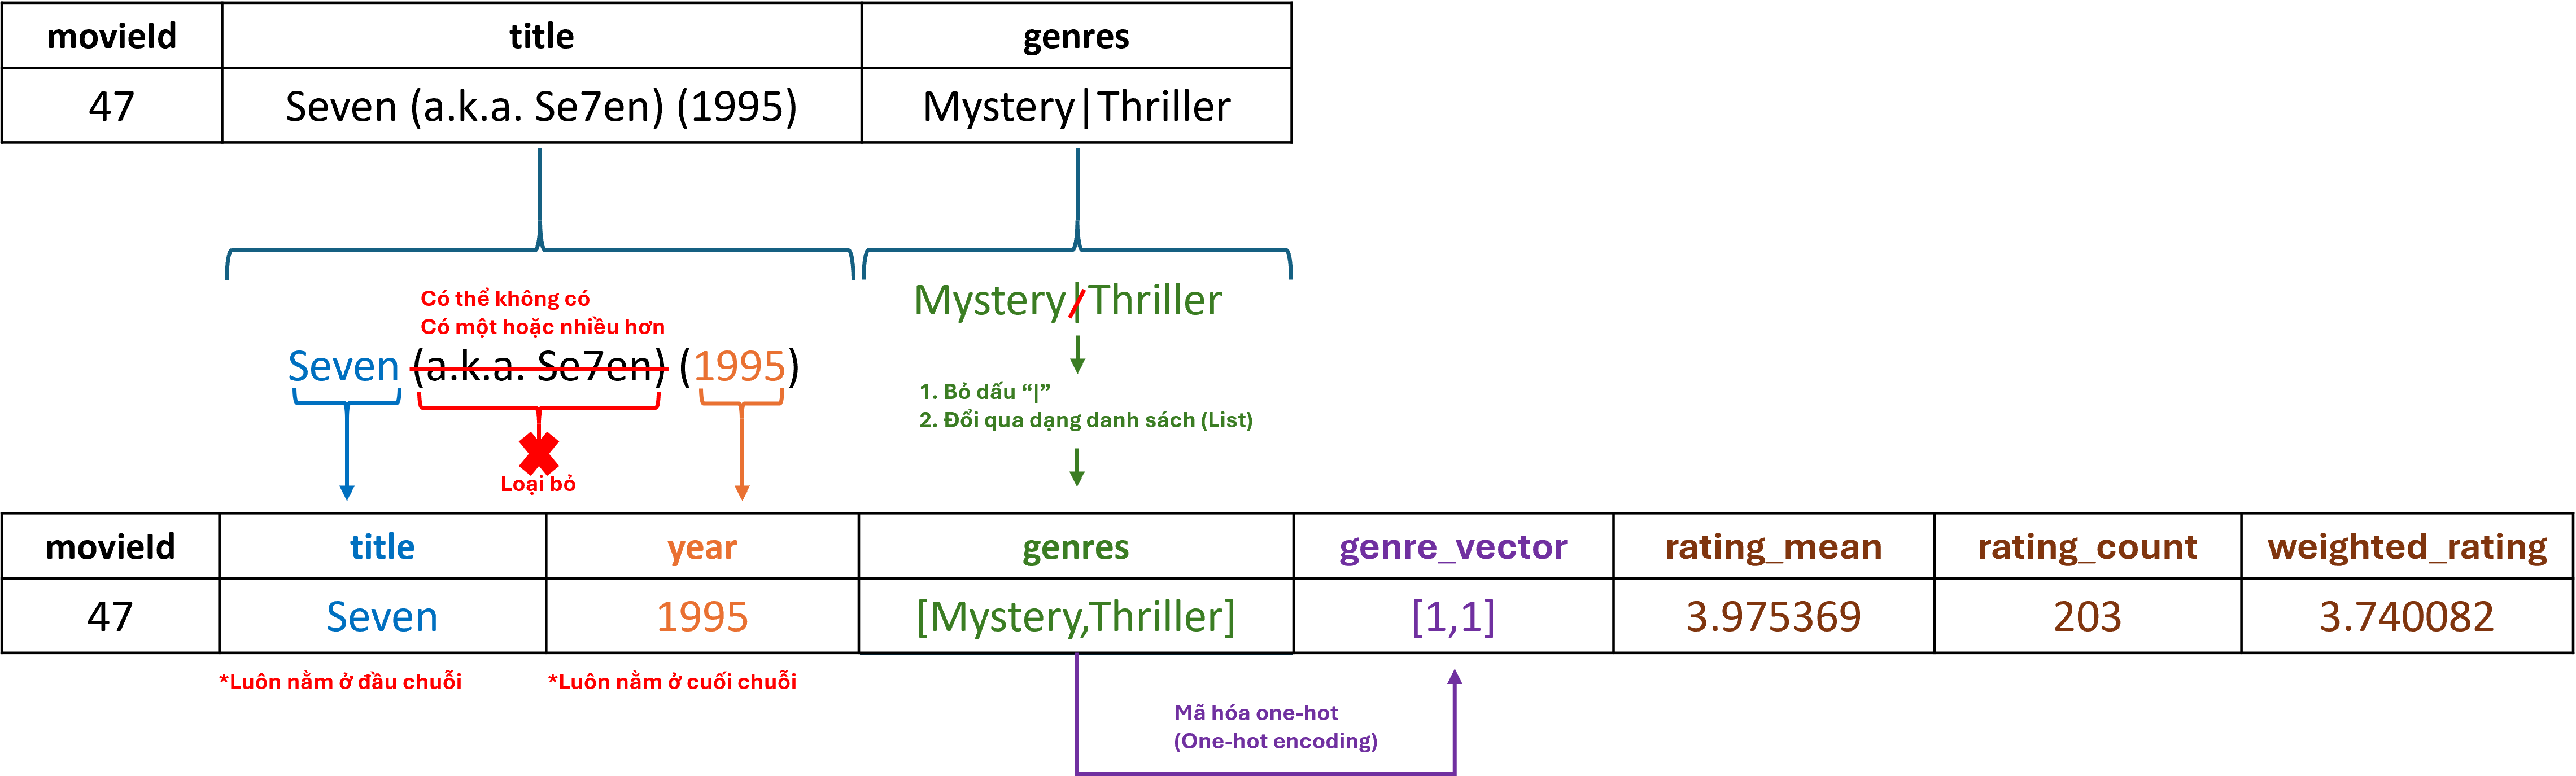 movieId title genres
47 Seven (a.k.a. Se7en) (1995) Mystery|Thriller
Có thể không có
Có một hoặc nhiều hơn
Seven (a.k.a. Se7en) (1995)
Loại bỏ
Mystery|Thriller
1. Bỏ dấu “|”
2. Đổi qua dạng danh sách (List)
movieId title year genres genre_vector rating_mean rating_count weighted_rating
47 Seven 1995 [Mystery,Thriller] [1,1] 3.975369 203 3.740082
*Luôn nằm ở đầu chuỗi
*Luôn nằm ở cuối chuỗi
Mã hóa one-hot
(One-hot encoding)